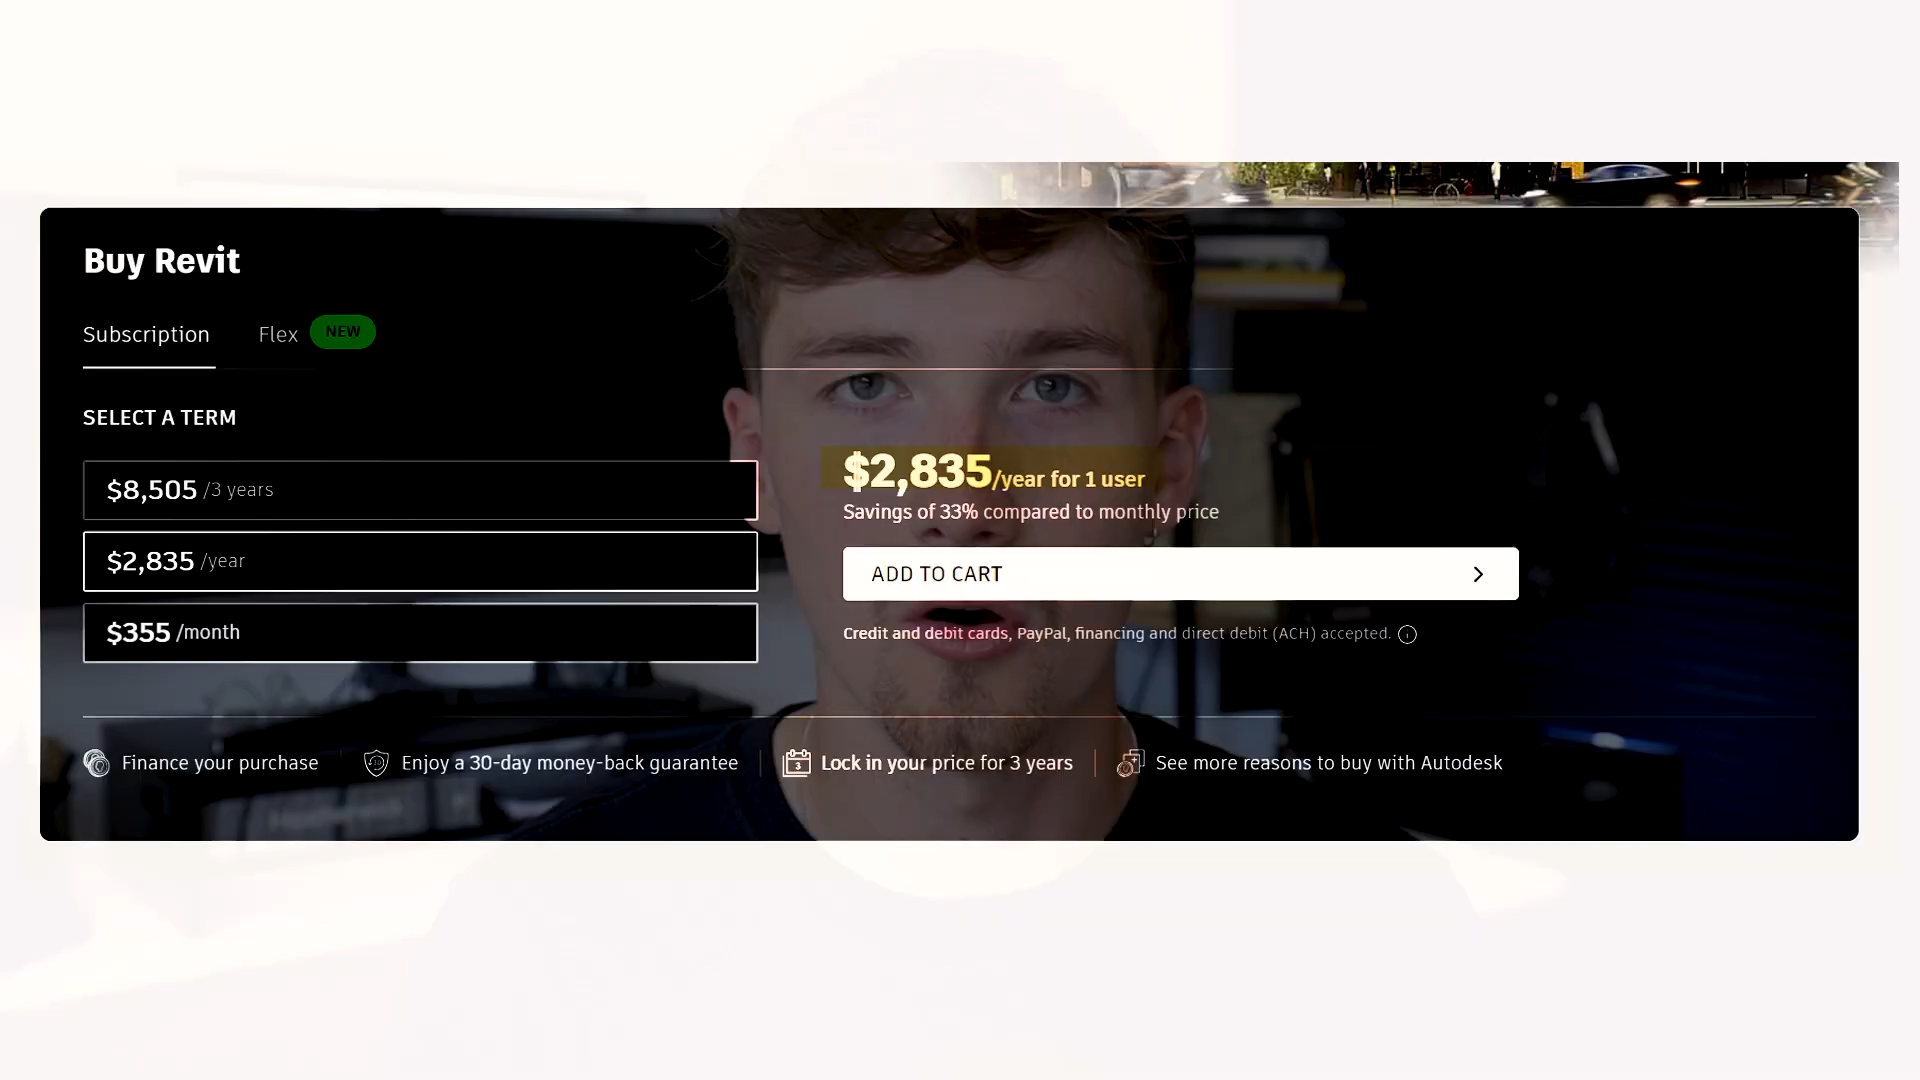 Buy Revit
Subscription
Flex
NEW
SELECT A TERM
$8,505 /3 years
$2,835 /year
$355 /month
$2,835/year for 1 user
Savings of 33% compared to monthly price
ADD TO CART
Credit and debit cards, PayPal, financing and direct debit (ACH) accepted.
Finance your purchase
Enjoy a 30-day money-back guarantee
Lock in your price for 3 years
See more reasons to buy with Autodesk